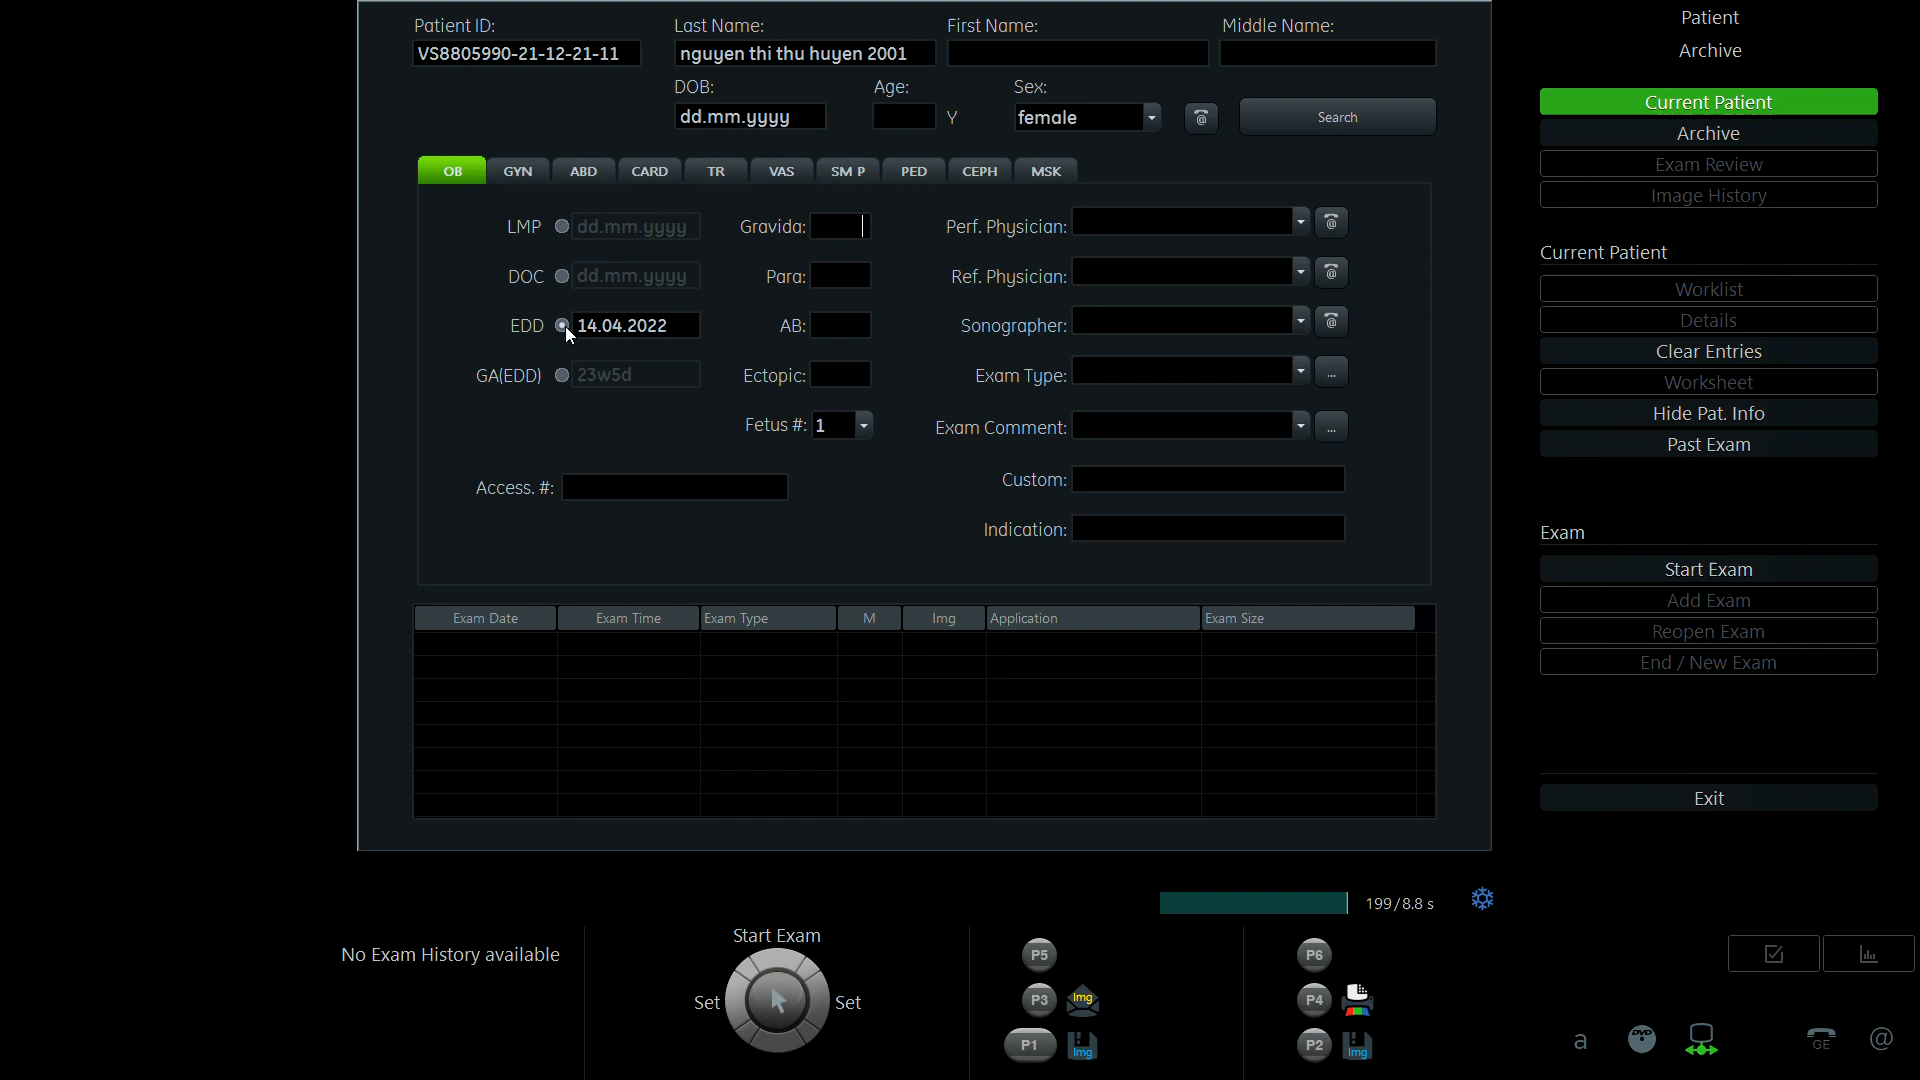 Patient ID: Last Name: First Name: Middle Name:
VS8805990-21-12-21-11 nguyen thi thu huyen 2001
DOB: Age: Sex:
dd.mm.yyyy Y female @ Search
OB GYN ABD CARD TR VAS SM P PED CEPH MSK
LMP dd.mm.yyyy Gravida: Perf. Physician: @
DOC dd.mm.yyyy Para: Ref. Physician: @
EDD 14.04.2022 AB: Sonographer: @
GA(EDD) 23w5d Ectopic: Exam Type: ...
Fetus #: 1 Exam Comment: ...
Access. #: Custom:
Indication:
Exam Date Exam Time Exam Type M Img Application Exam Size
Patient
Archive
Current Patient
Archive
Exam Review
Image History
Current Patient
Worklist
Details
Clear Entries
Worksheet
Hide Pat. Info
Past Exam
Exam
Start Exam
Add Exam
Reopen Exam
End / New Exam
Exit
199/8.8 s
No Exam History available
Start Exam
Set Set
P5 P6
P3 Img P4
P1 Img P2 Img
a DVD GE @